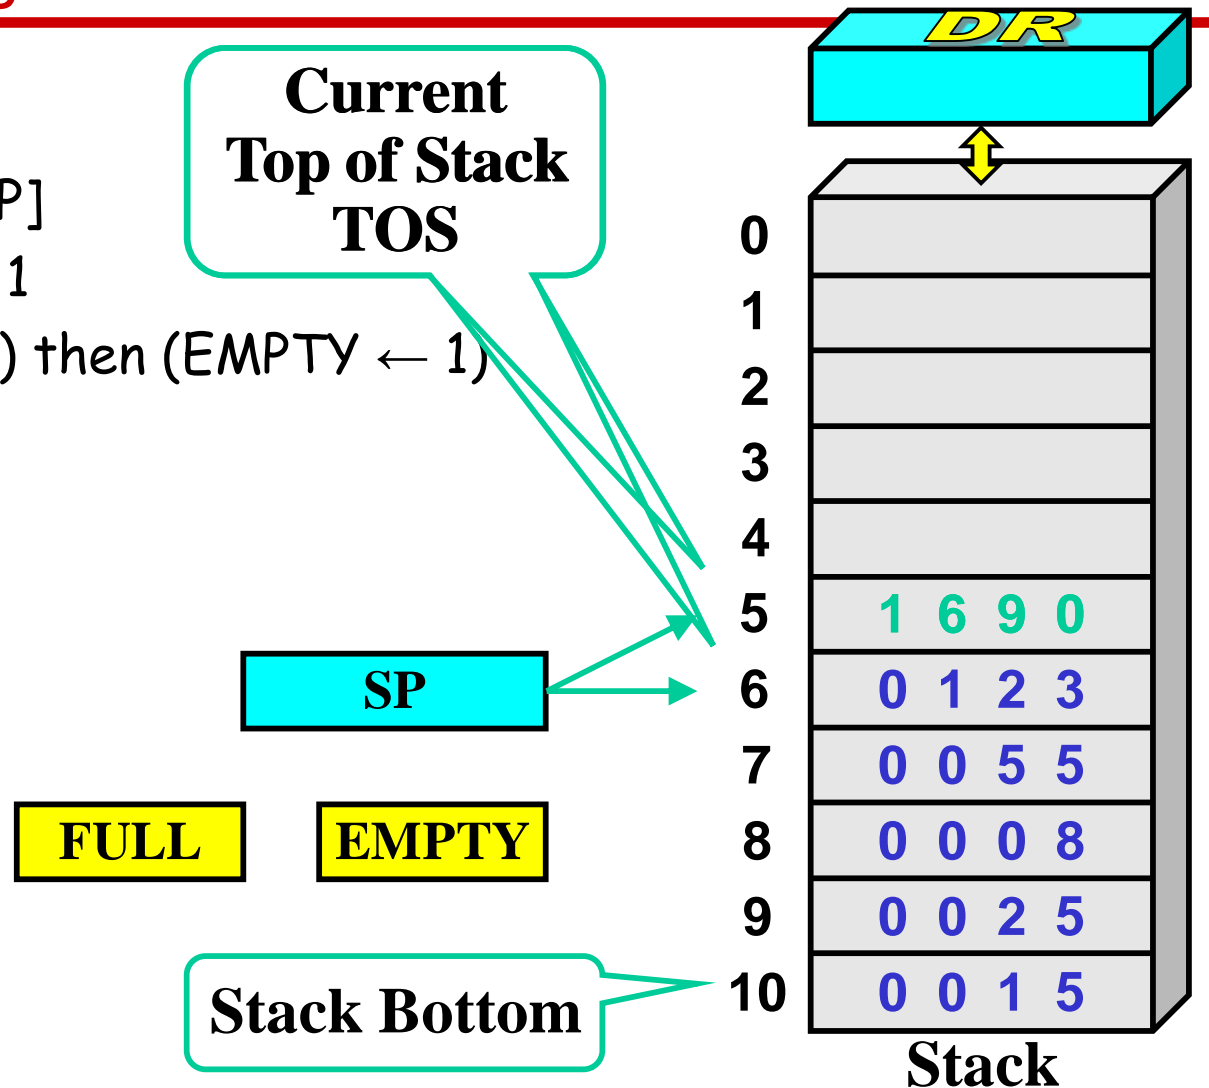 DR
Current
Top of Stack
TOS
P]
1
) then (EMPTY ← 1)
0
1
2
3
4
5 1 6 9 0
SP
6 0 1 2 3
7 0 0 5 5
FULL EMPTY
8 0 0 0 8
9 0 0 2 5
Stack Bottom
10 0 0 1 5
Stack